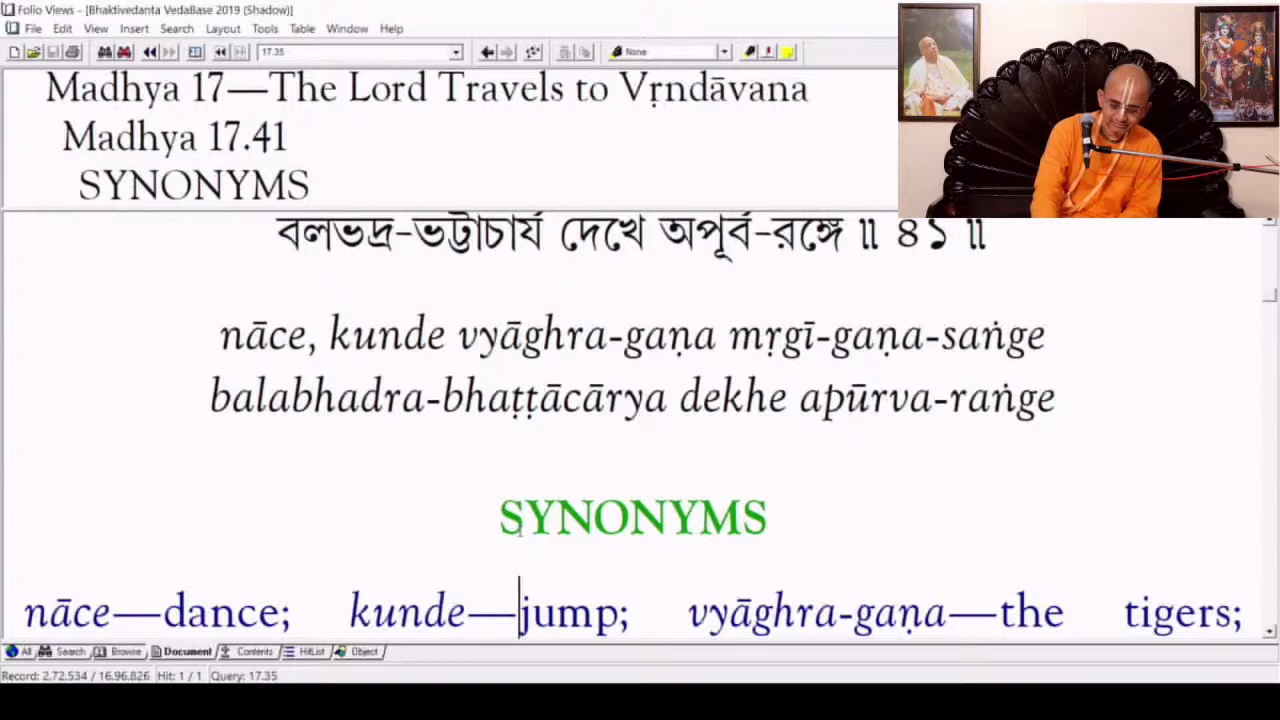 Folio Views - [Bhaktivedanta VedaBase 2019 (Shadow)]
File Edit View Insert Search Layout Tools Table Window Help
17.35 None
Madhya 17—The Lord Travels to Vṛndāvana
Madhya 17.41
SYNONYMS
বলভদ্র-ভট্টাচার্য দেখে অপূর্ব-রঙ্গে ॥ ৪১ ॥
nāce, kunde vyāghra-gaṇa mṛgī-gaṇa-saṅge
balabhadra-bhaṭṭācārya dekhe apūrva-raṅge
SYNONYMS
nāce—dance; kunde—jump; vyāghra-gaṇa—the tigers;
All Search Browse Document Contents HitList Object
Record: 2,72,534 / 16,96,826 Hit: 1 / 1 Query: 17.35